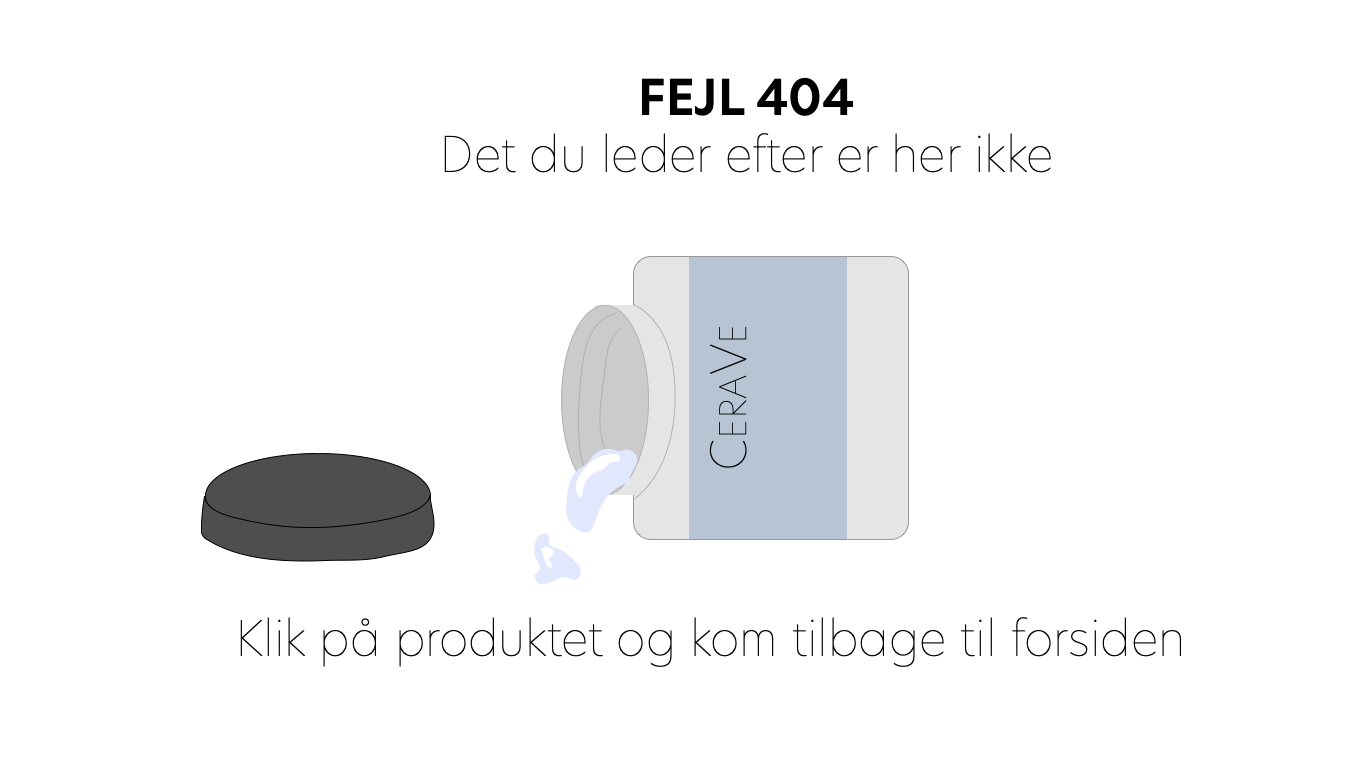 FEJL 404
Det du leder efter er her ikke
CERAVE
Klik på produktet og kom tilbage til forsiden